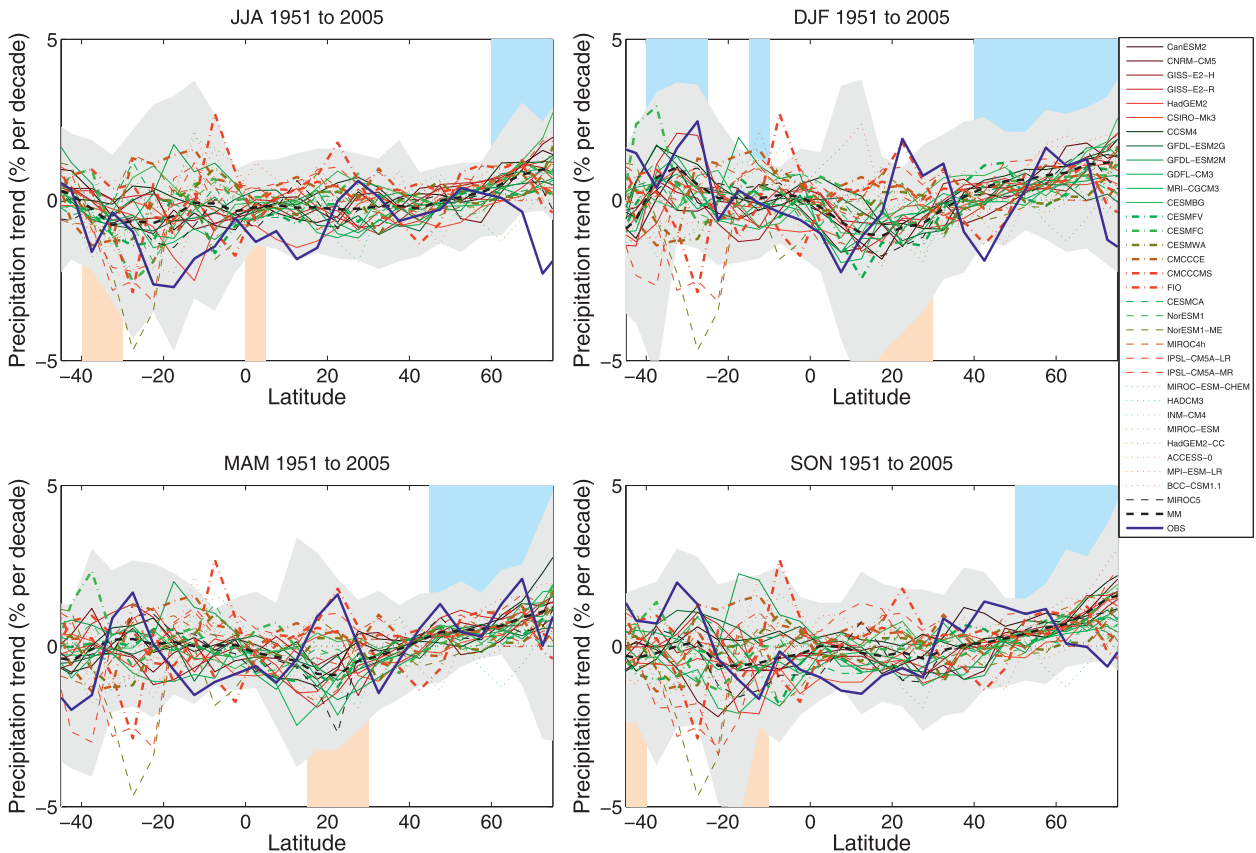 JJA 1951 to 2005
Precipitation trend (% per decade)
5
0
−5
−40 −20 0 20 40 60
Latitude
DJF 1951 to 2005
Precipitation trend (% per decade)
5
0
−5
−40 −20 0 20 40 60
Latitude
CanESM2
CNRM−CM5
GISS−E2−H
GISS−E2−R
HadGEM2
CSIRO−Mk3
CCSM4
GFDL−ESM2G
GFDL−ESM2M
GDFL−CM3
MRI−CGCM3
CESMBG
CESMFV
CESMFC
CESMWA
CMCCCE
CMCCCMS
FIO
CESMCA
NorESM1
NorESM1−ME
MIROC4h
IPSL−CM5A−LR
IPSL−CM5A−MR
MIROC−ESM−CHEM
HADCM3
INM−CM4
MIROC−ESM
HadGEM2−CC
ACCESS−0
MPI−ESM−LR
BCC−CSM1.1
MIROC5
MM
OBS
MAM 1951 to 2005
Precipitation trend (% per decade)
5
0
−5
−40 −20 0 20 40 60
Latitude
SON 1951 to 2005
Precipitation trend (% per decade)
5
0
−5
−40 −20 0 20 40 60
Latitude